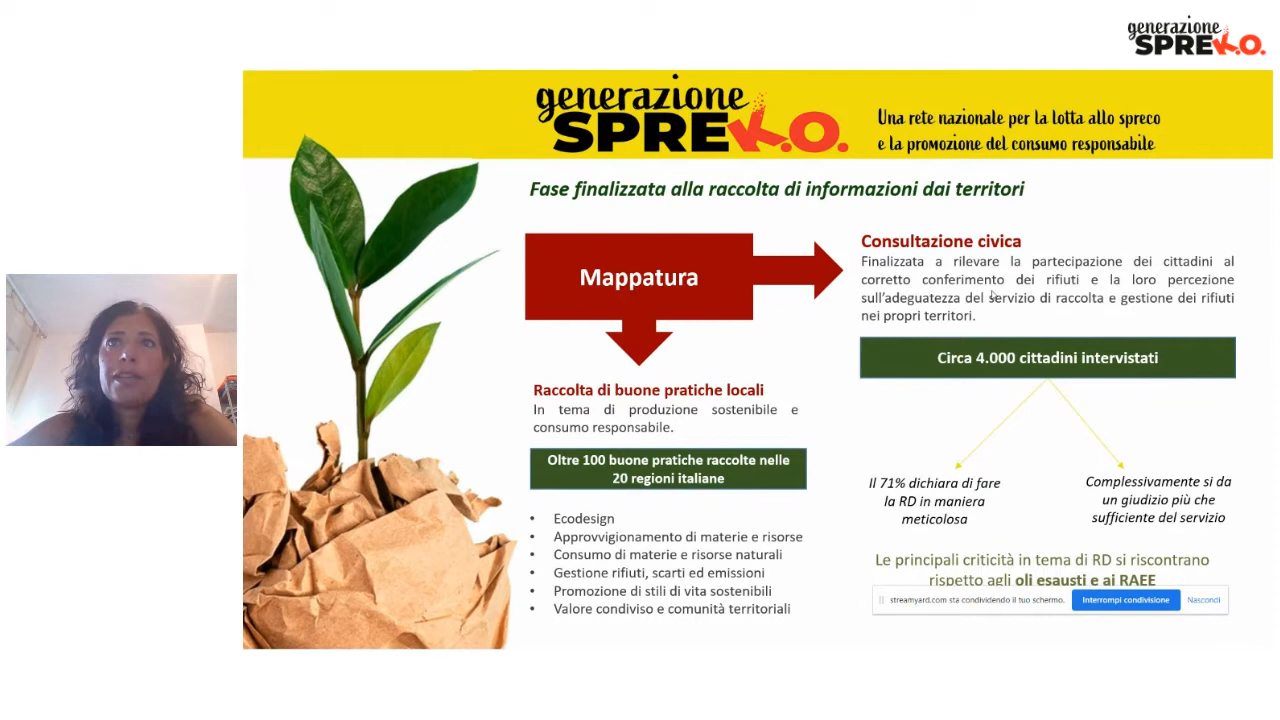 generazione
SPREK.O.
generazione
SPREK.O.
Una rete nazionale per la lotta allo spreco
e la promozione del consumo responsabile
Fase finalizzata alla raccolta di informazioni dai territori
Mappatura
Consultazione civica
Finalizzata a rilevare la partecipazione dei cittadini al
corretto conferimento dei rifiuti e la loro percezione
sull'adeguatezza del servizio di raccolta e gestione dei rifiuti
nei propri territori.
Circa 4.000 cittadini intervistati
Raccolta di buone pratiche locali
In tema di produzione sostenibile e
consumo responsabile.
Oltre 100 buone pratiche raccolte nelle
20 regioni italiane
• Ecodesign
• Approvvigionamento di materie e risorse
• Consumo di materie e risorse naturali
• Gestione rifiuti, scarti ed emissioni
• Promozione di stili di vita sostenibili
• Valore condiviso e comunità territoriali
Il 71% dichiara di fare
la RD in maniera
meticolosa
Complessivamente si da
un giudizio più che
sufficiente del servizio
Le principali criticità in tema di RD si riscontrano
rispetto agli oli esausti e ai RAEE
streamyard.com sta condividendo il tuo schermo.
Interrompi condivisione
Nascondi